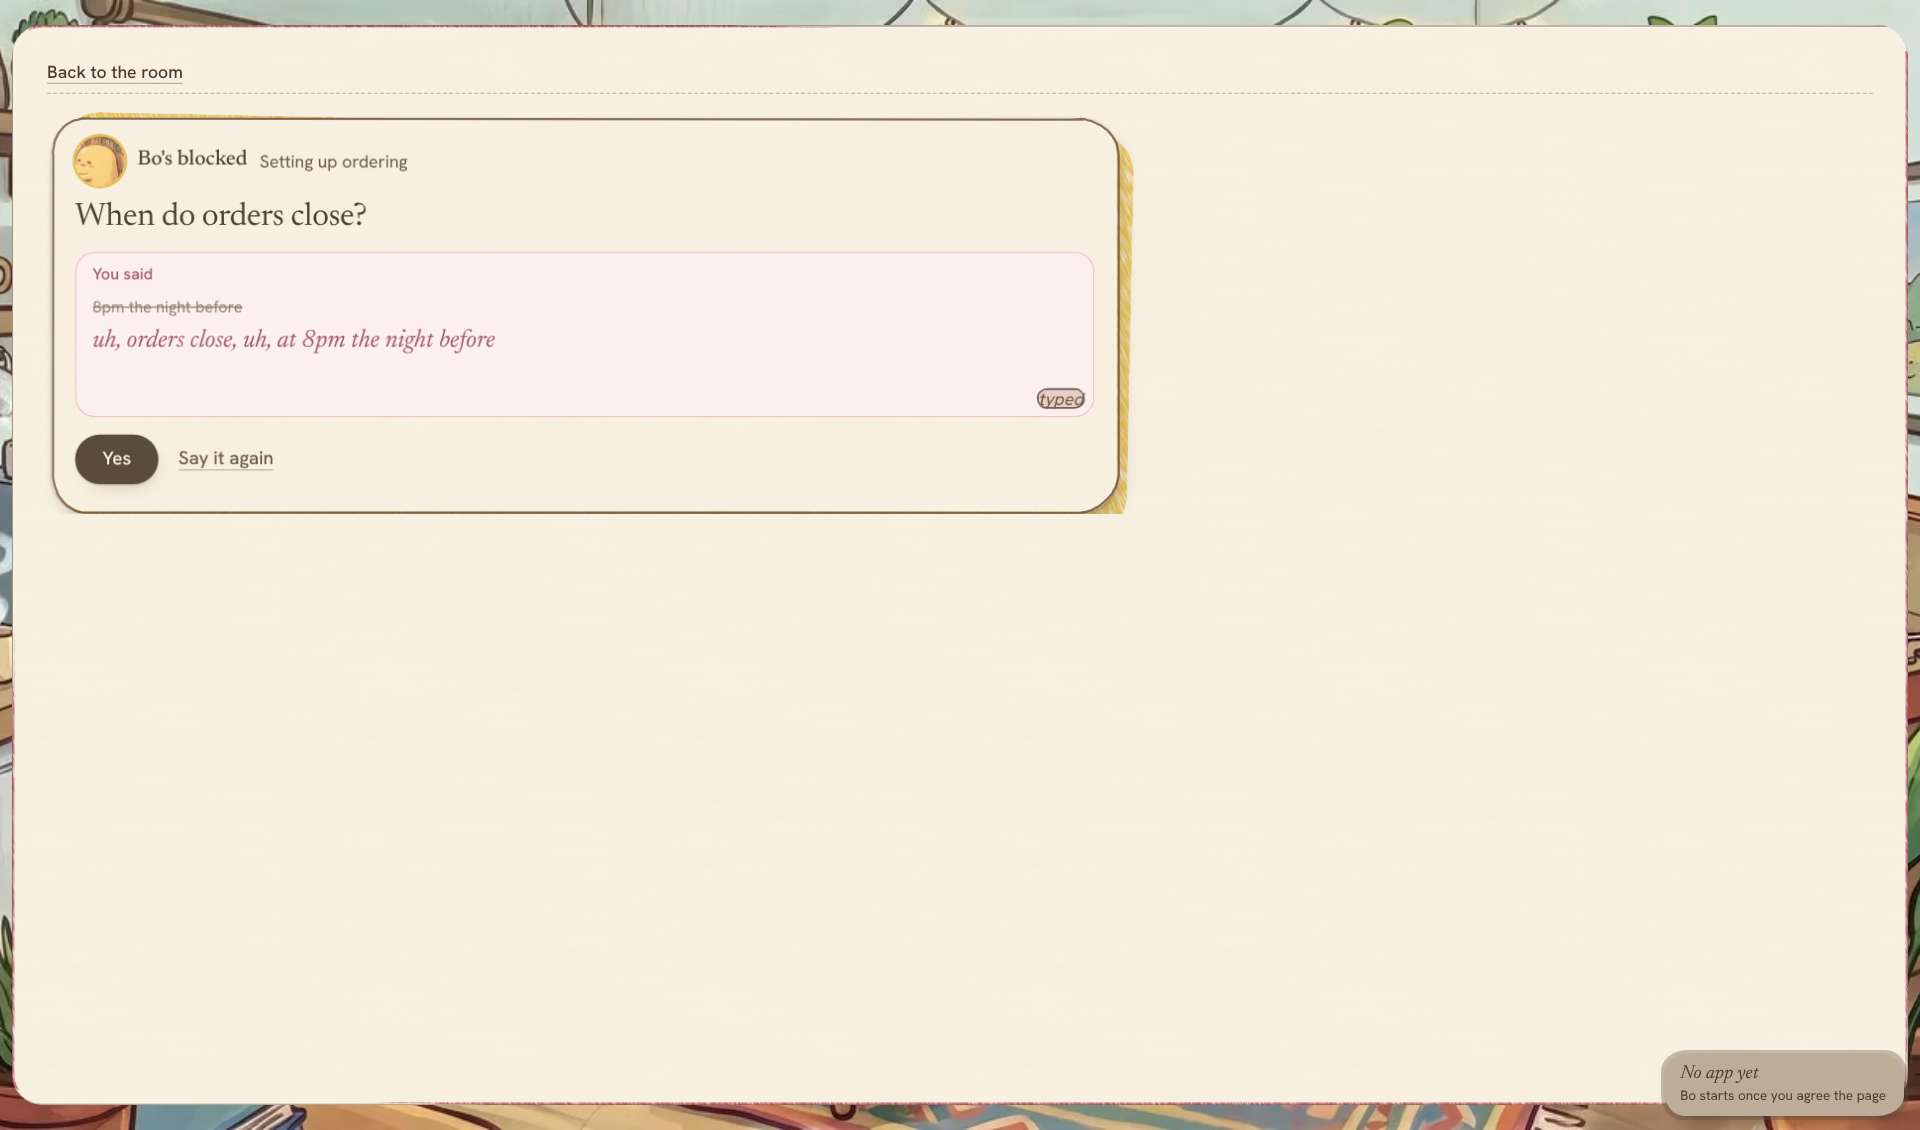 Back to the room
Bo's blocked Setting up ordering
When do orders close?
You said
8pm the night before
uh, orders close, uh, at 8pm the night before
typed
Yes Say it again
No app yet
Bo starts once you agree the page